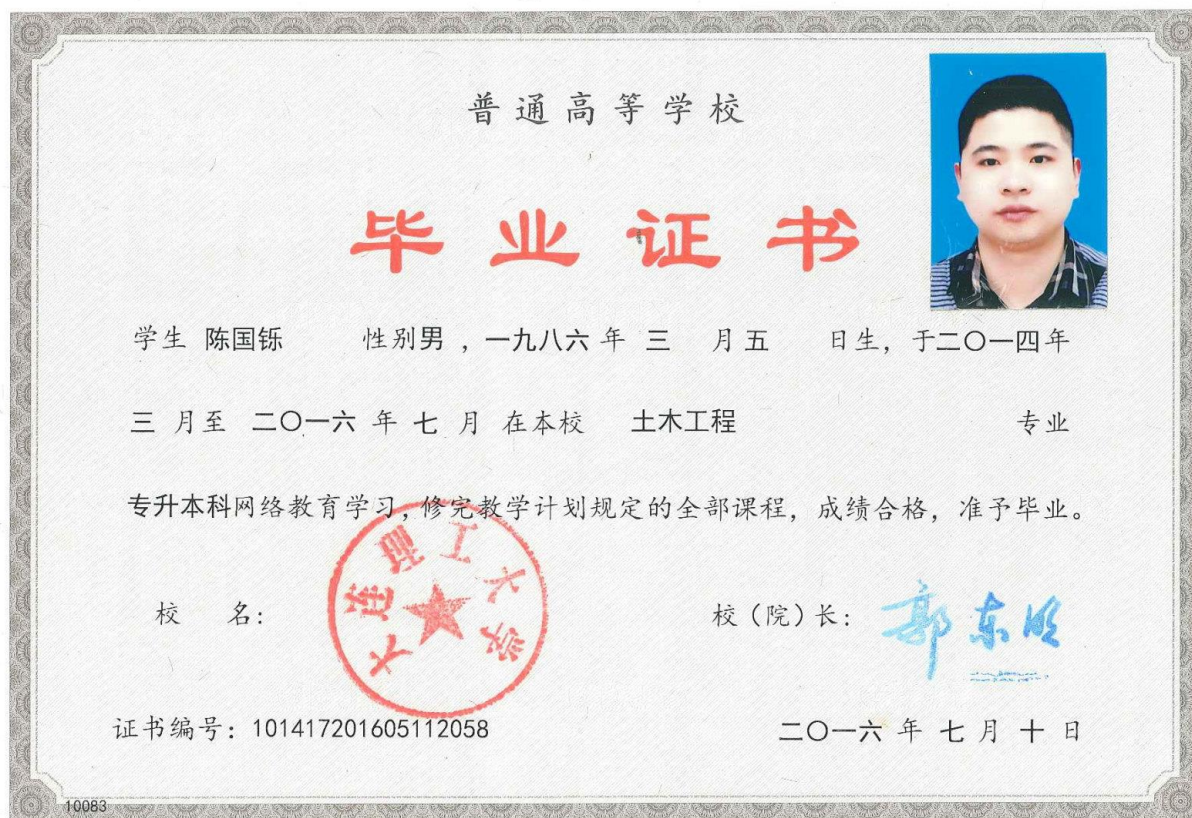 普通高等学校
毕业证书
学生 陈国铄 性别男，一九八六年 三 月五 日生，于二〇一四年
三 月至 二〇一六 年 七 月 在本校 土木工程 专业
专升本科网络教育学习，修完教学计划规定的全部课程，成绩合格，准予毕业。
大连理工大学
校 名：
校（院）长：郭东明
证书编号：101417201605112058
二〇一六 年 七 月 十 日
10083